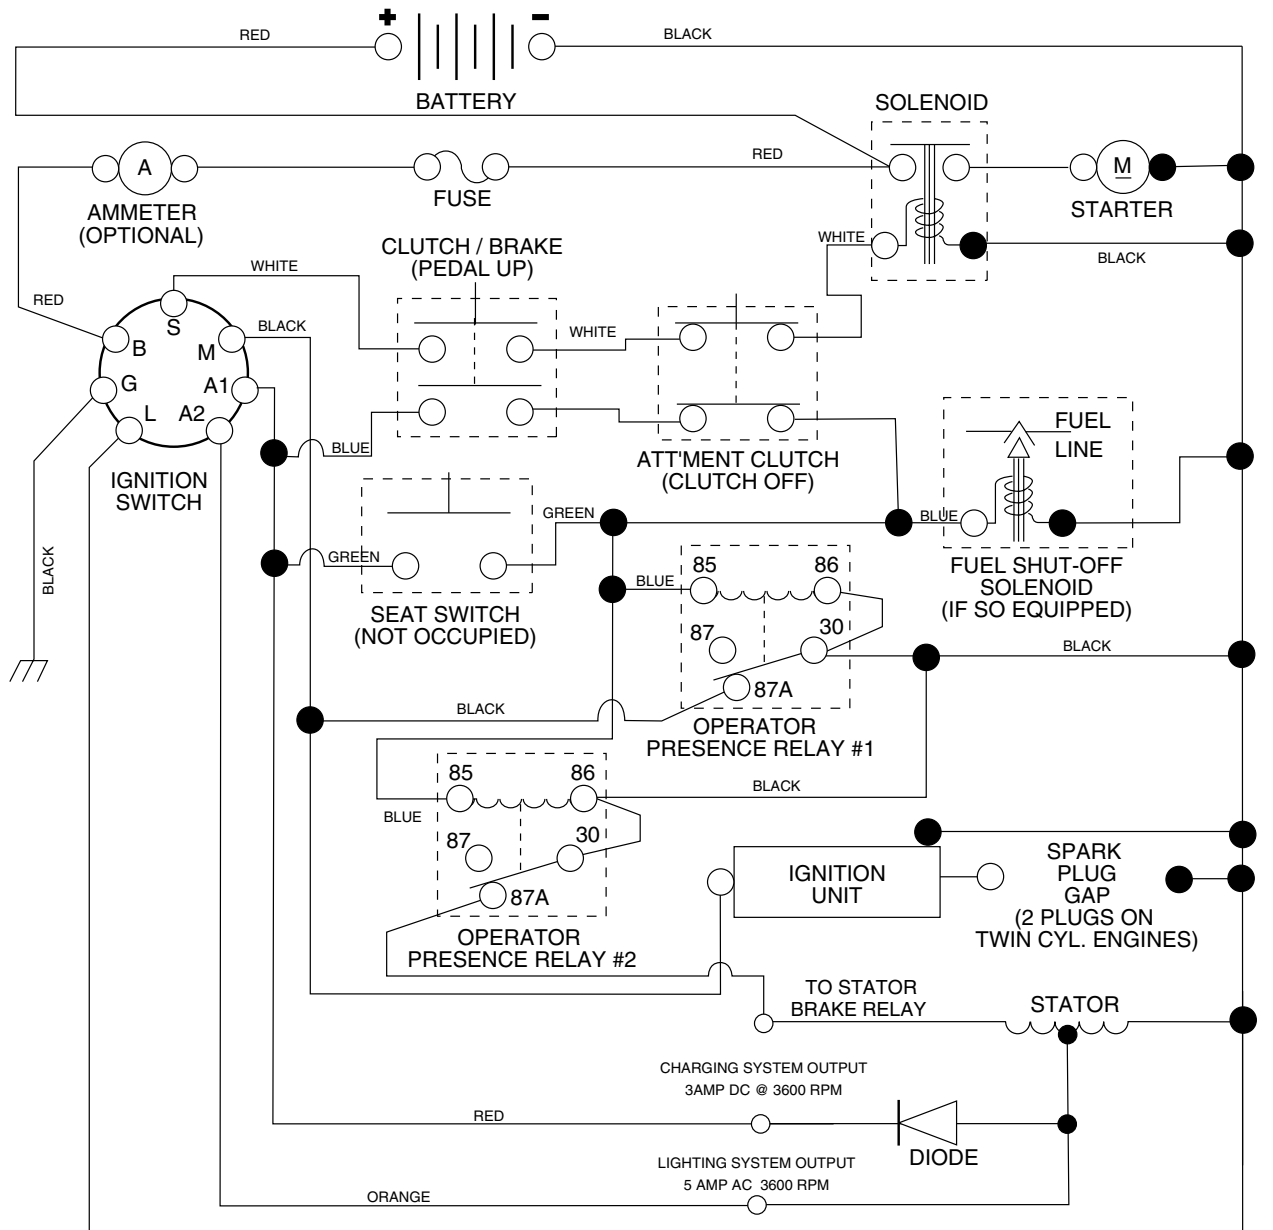 +
−
RED
BLACK
BATTERY
SOLENOID
A
RED
M
FUSE
AMMETER
(OPTIONAL)
STARTER
WHITE
BLACK
CLUTCH / BRAKE
(PEDAL UP)
WHITE
RED
S
BLACK
WHITE
B
M
G
A1
L
A2
BLUE
IGNITION
SWITCH
ATT'MENT CLUTCH
(CLUTCH OFF)
FUEL
LINE
GREEN
BLUE
GREEN
BLACK
SEAT SWITCH
(NOT OCCUPIED)
FUEL SHUT-OFF
SOLENOID
(IF SO EQUIPPED)
85
86
BLUE
87
30
BLACK
87A
BLACK
OPERATOR
PRESENCE RELAY #1
85
86
BLACK
BLUE
87
30
87A
OPERATOR
PRESENCE RELAY #2
IGNITION
UNIT
SPARK
PLUG
GAP
(2 PLUGS ON
TWIN CYL. ENGINES)
TO STATOR
BRAKE RELAY
STATOR
CHARGING SYSTEM OUTPUT
3AMP DC @ 3600 RPM
RED
DIODE
LIGHTING SYSTEM OUTPUT
5 AMP AC 3600 RPM
ORANGE